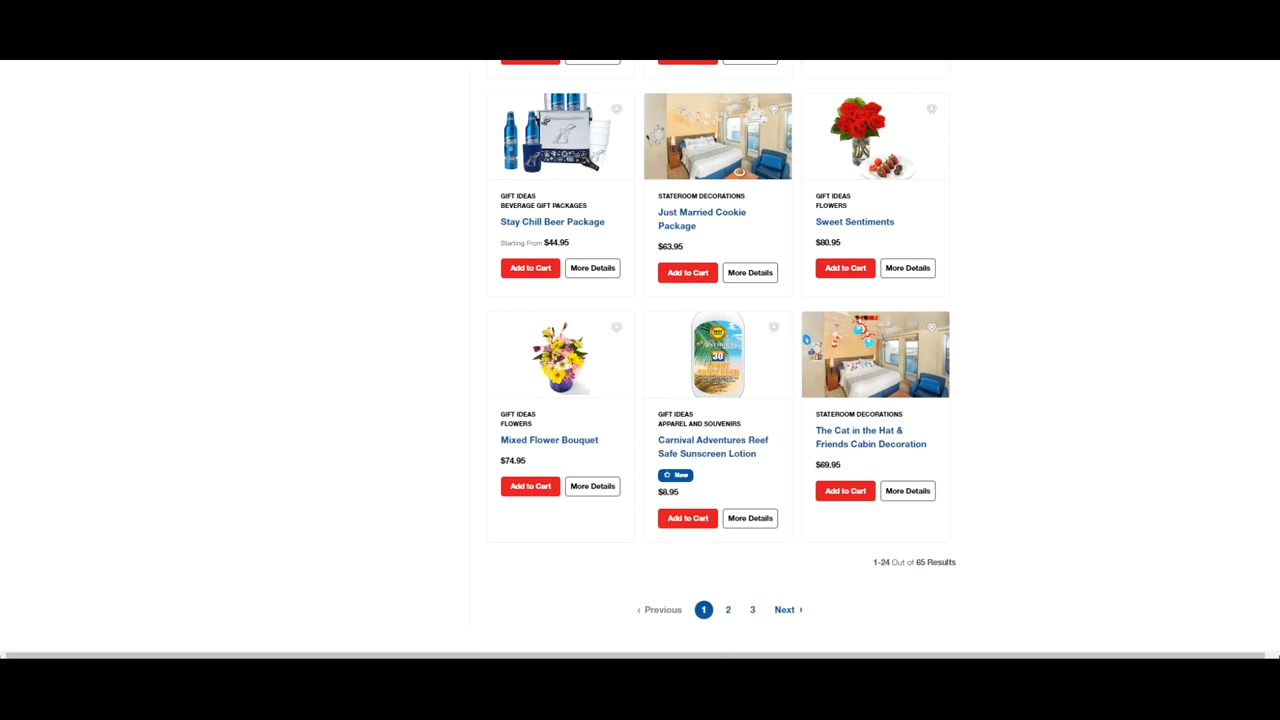 GIFT IDEAS
BEVERAGE GIFT PACKAGES
Stay Chill Beer Package
Starting From $44.95
Add to Cart More Details
STATEROOM DECORATIONS
Just Married Cookie
Package
$63.95
Add to Cart More Details
GIFT IDEAS
FLOWERS
Sweet Sentiments
$80.95
Add to Cart More Details
GIFT IDEAS
FLOWERS
Mixed Flower Bouquet
$74.95
Add to Cart More Details
30
GIFT IDEAS
APPAREL AND SOUVENIRS
Carnival Adventures Reef
Safe Sunscreen Lotion
New
$8.95
Add to Cart More Details
STATEROOM DECORATIONS
The Cat in the Hat &
Friends Cabin Decoration
$69.95
Add to Cart More Details
1-24 Out of 65 Results
‹ Previous 1 2 3 Next ›